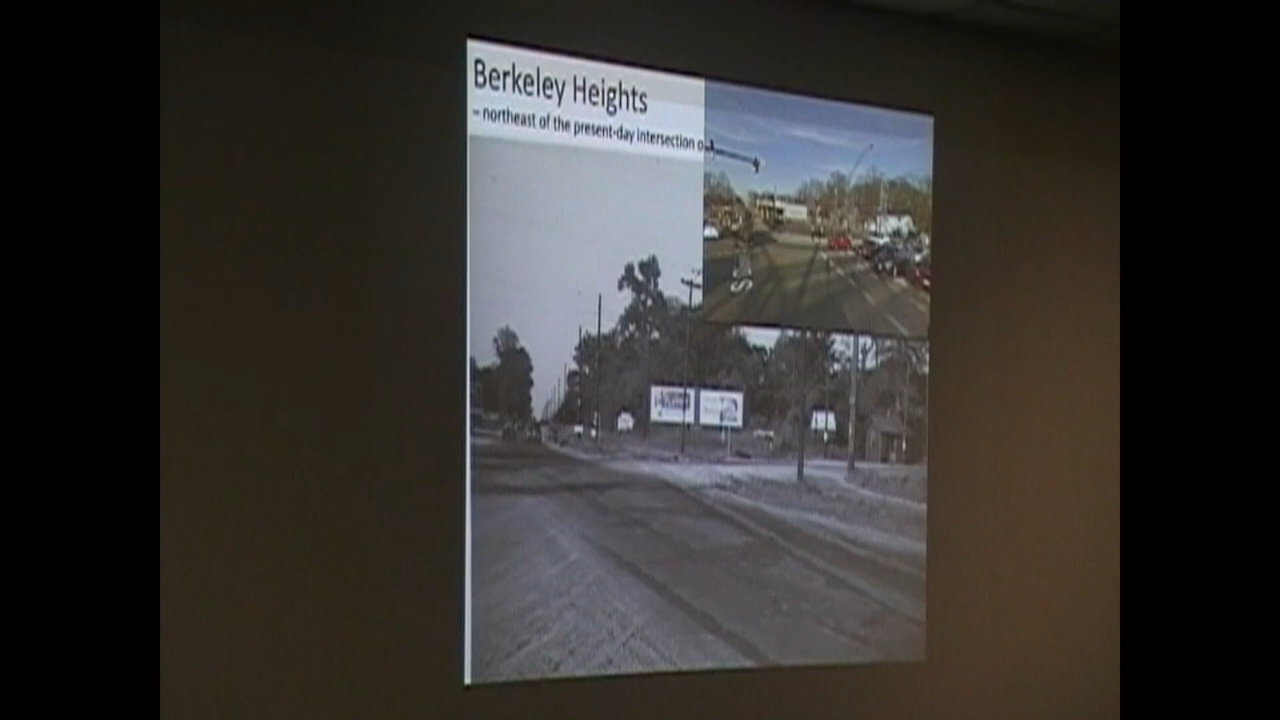 Berkeley Heights
– northeast of the present-day intersection o